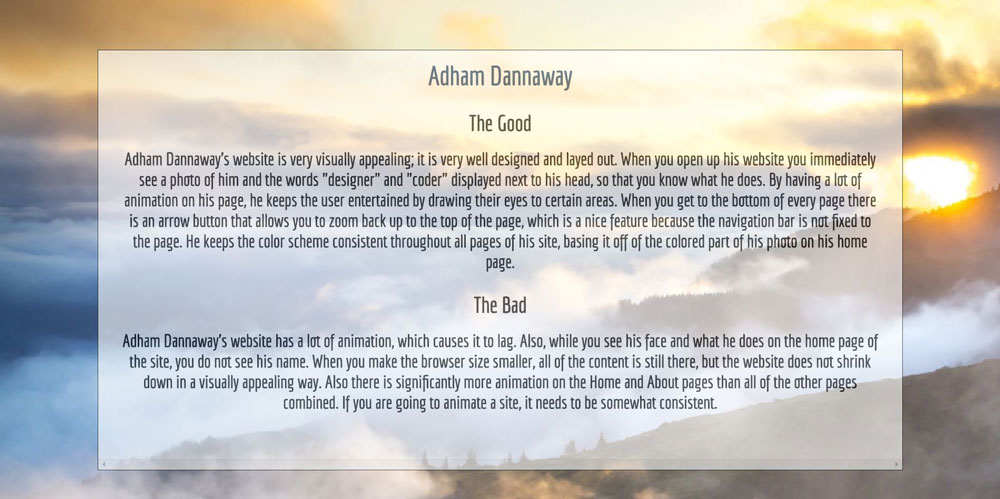 Adham Dannaway
The Good
Adham Dannaway's website is very visually appealing; it is very well designed and layed out. When you open up his website you immediately
see a photo of him and the words "designer" and "coder" displayed next to his head, so that you know what he does. By having a lot of
animation on his page, he keeps the user entertained by drawing their eyes to certain areas. When you get to the bottom of every page there
is an arrow button that allows you to zoom back up to the top of the page, which is a nice feature because the navigation bar is not fixed to
the page. He keeps the color scheme consistent throughout all pages of his site, basing it off of the colored part of his photo on his home
page.
The Bad
Adham Dannaway's website has a lot of animation, which causes it to lag. Also, while you see his face and what he does on the home page of
the site, you do not see his name. When you make the browser size smaller, all of the content is still there, but the website does not shrink
down in a visually appealing way. Also there is significantly more animation on the Home and About pages than all of the other pages
combined. If you are going to animate a site, it needs to be somewhat consistent.